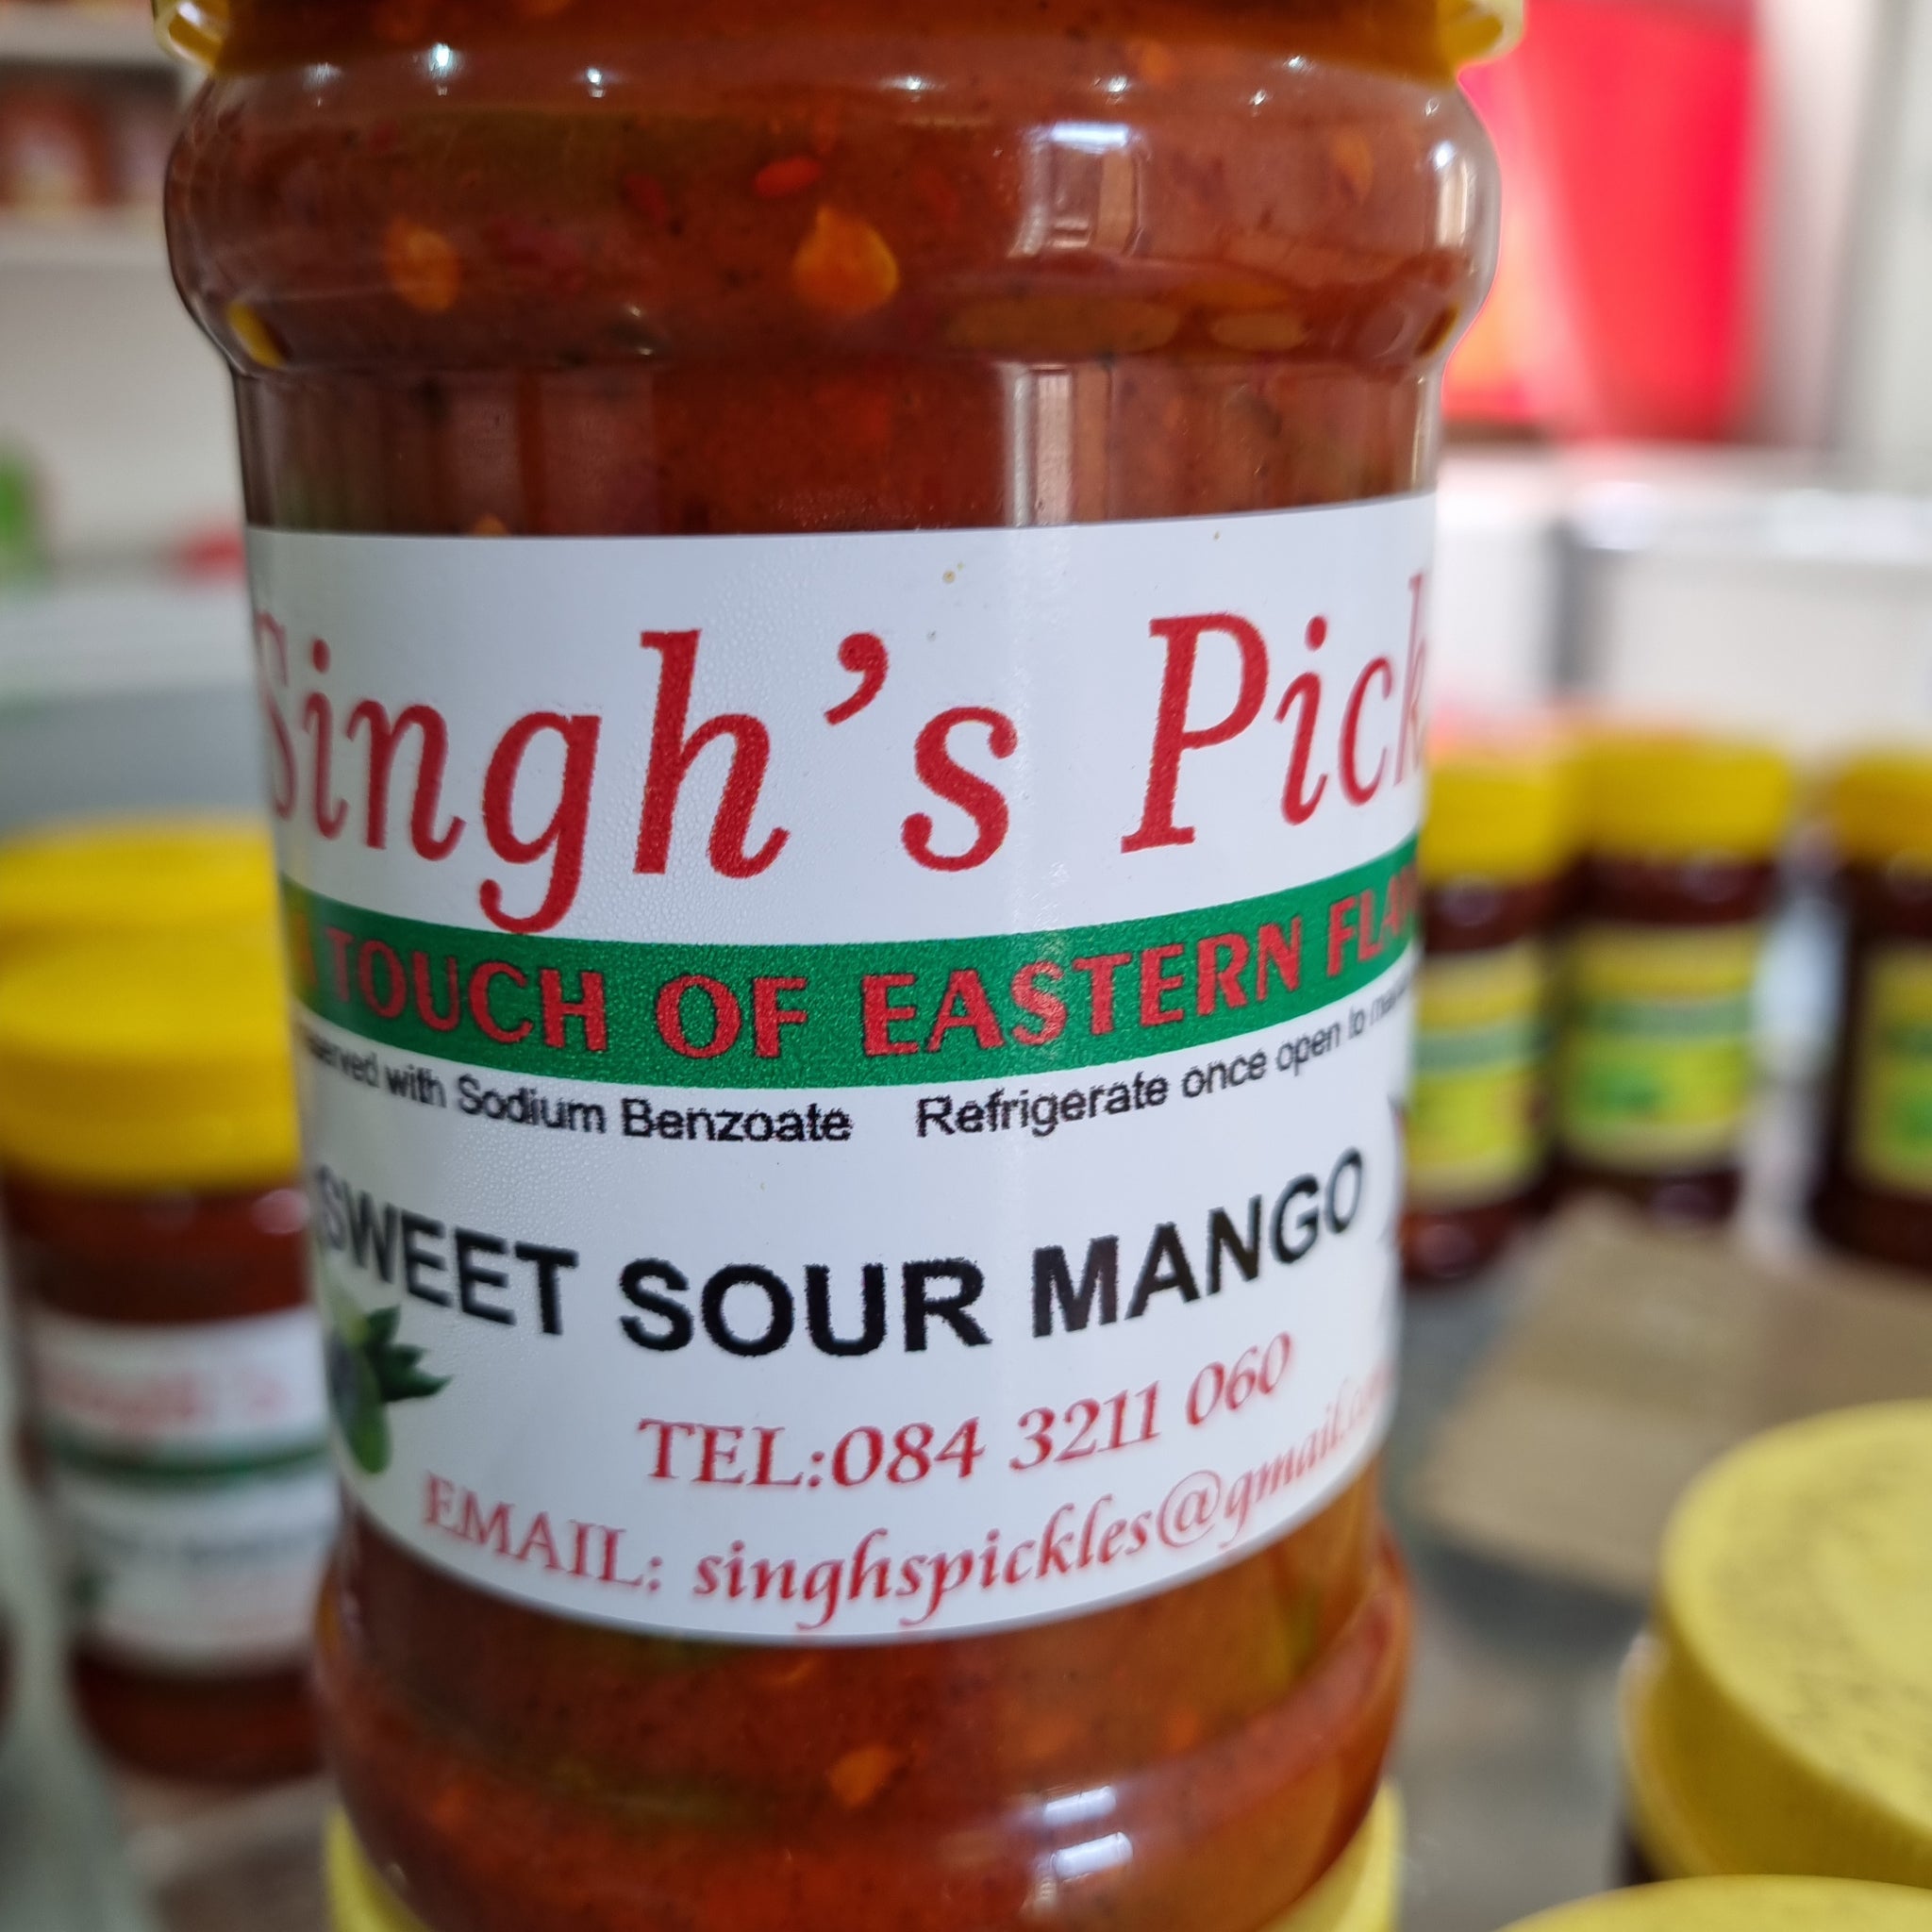 Singh's Pick
A TOUCH OF EASTERN FLAV
served with Sodium Benzoate Refrigerate once open to
SWEET SOUR MANGO
TEL:084 3211 060
EMAIL: singhspickles@gmail.co